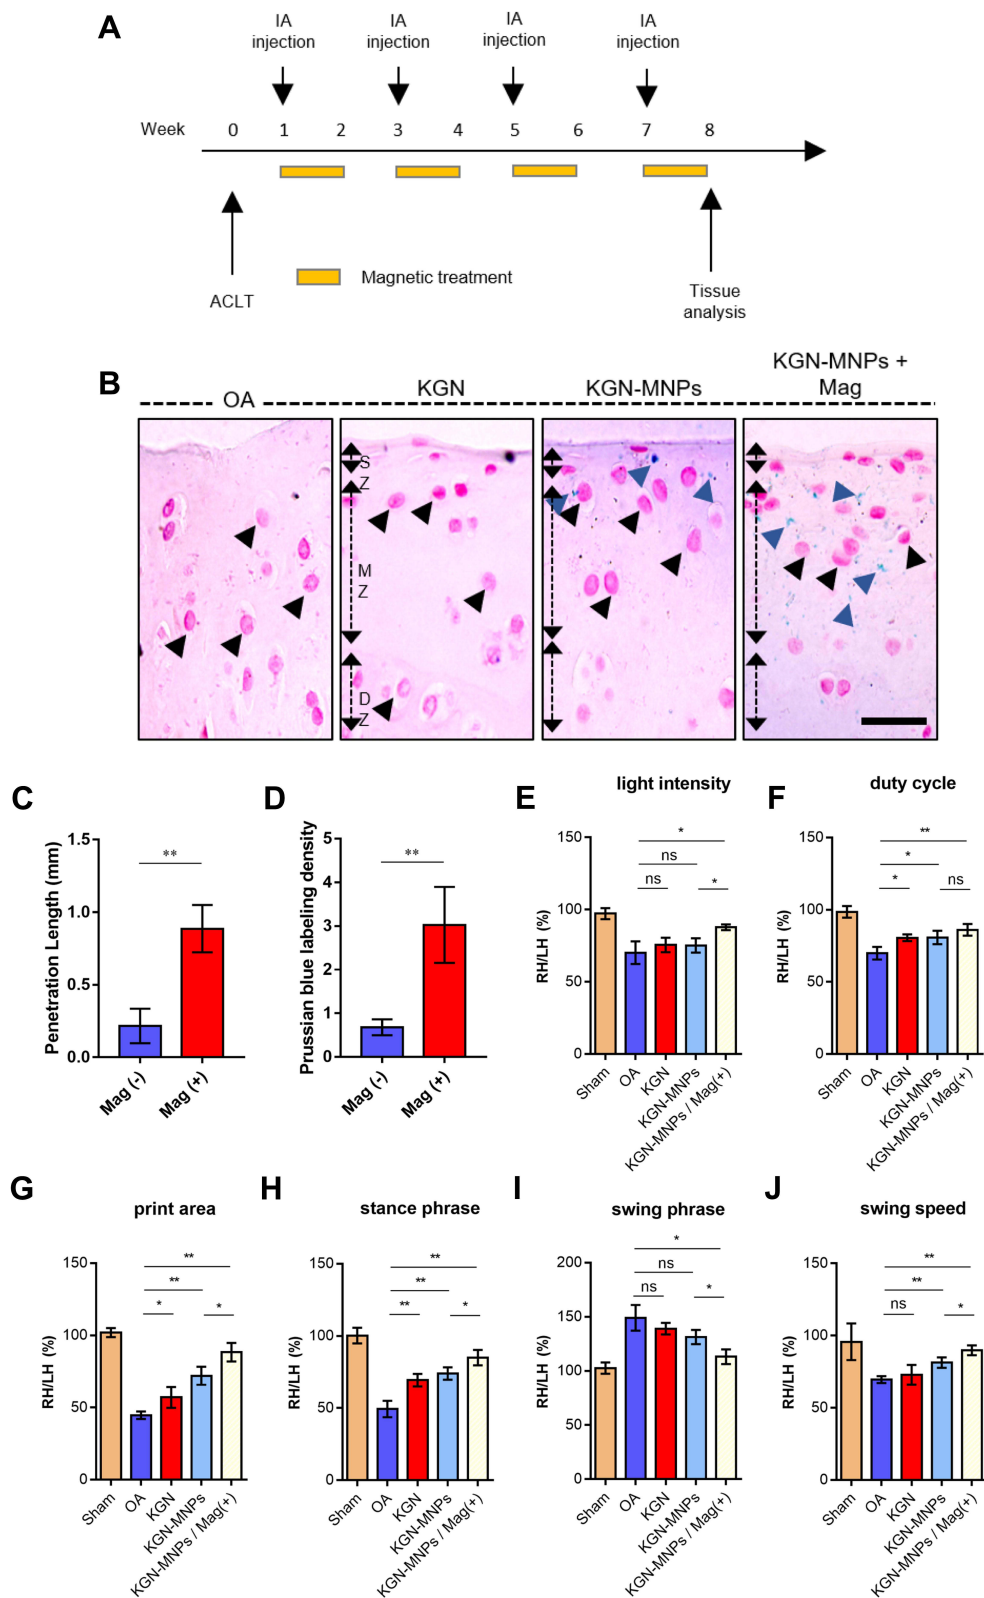 A
IA injection
IA injection
IA injection
IA injection
Week 0 1 2 3 4 5 6 7 8
ACLT
Magnetic treatment
Tissue analysis
B
OA
KGN
KGN-MNPs
KGN-MNPs + Mag
S Z
M Z
D Z
C
Penetration Length (mm)
1.5
1.0
0.5
0.0
**
Mag (-)
Mag (+)
D
Prussian blue labeling density
5
4
3
2
1
0
**
Mag (-)
Mag (+)
E
light intensity
RH/LH (%)
150
100
50
0
*
ns
ns
*
Sham
OA
KGN
KGN-MNPs
KGN-MNPs / Mag(+)
F
duty cycle
RH/LH (%)
150
100
50
0
**
*
*
ns
Sham
OA
KGN
KGN-MNPs
KGN-MNPs / Mag(+)
G
print area
RH/LH (%)
150
100
50
0
**
**
*
*
Sham
OA
KGN
KGN-MNPs
KGN-MNPs / Mag(+)
H
stance phrase
RH/LH (%)
150
100
50
0
**
**
**
*
Sham
OA
KGN
KGN-MNPs
KGN-MNPs / Mag(+)
I
swing phrase
RH/LH (%)
200
150
100
50
0
*
ns
ns
*
Sham
OA
KGN
KGN-MNPs
KGN-MNPs / Mag(+)
J
swing speed
RH/LH (%)
150
100
50
0
**
**
ns
*
Sham
OA
KGN
KGN-MNPs
KGN-MNPs / Mag(+)